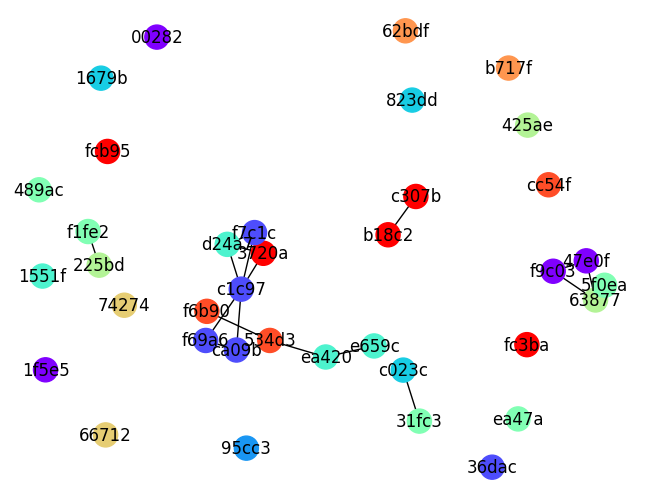 62bdf
00282
b717f
1679b
823dd
425ae
fcb95
cc54f
489ac
c307b
f1fe2
f7c1c
b18c2
d24a7
3720a
47e0f
225bd
f9c03
1551f
5f0ea
c1c97
63877
74274
f6b90
f69a6
534d3
ca09b
e659c
fc3ba
ea420
1f5e5
c023c
31fc3
ea47a
66712
95cc3
36dac